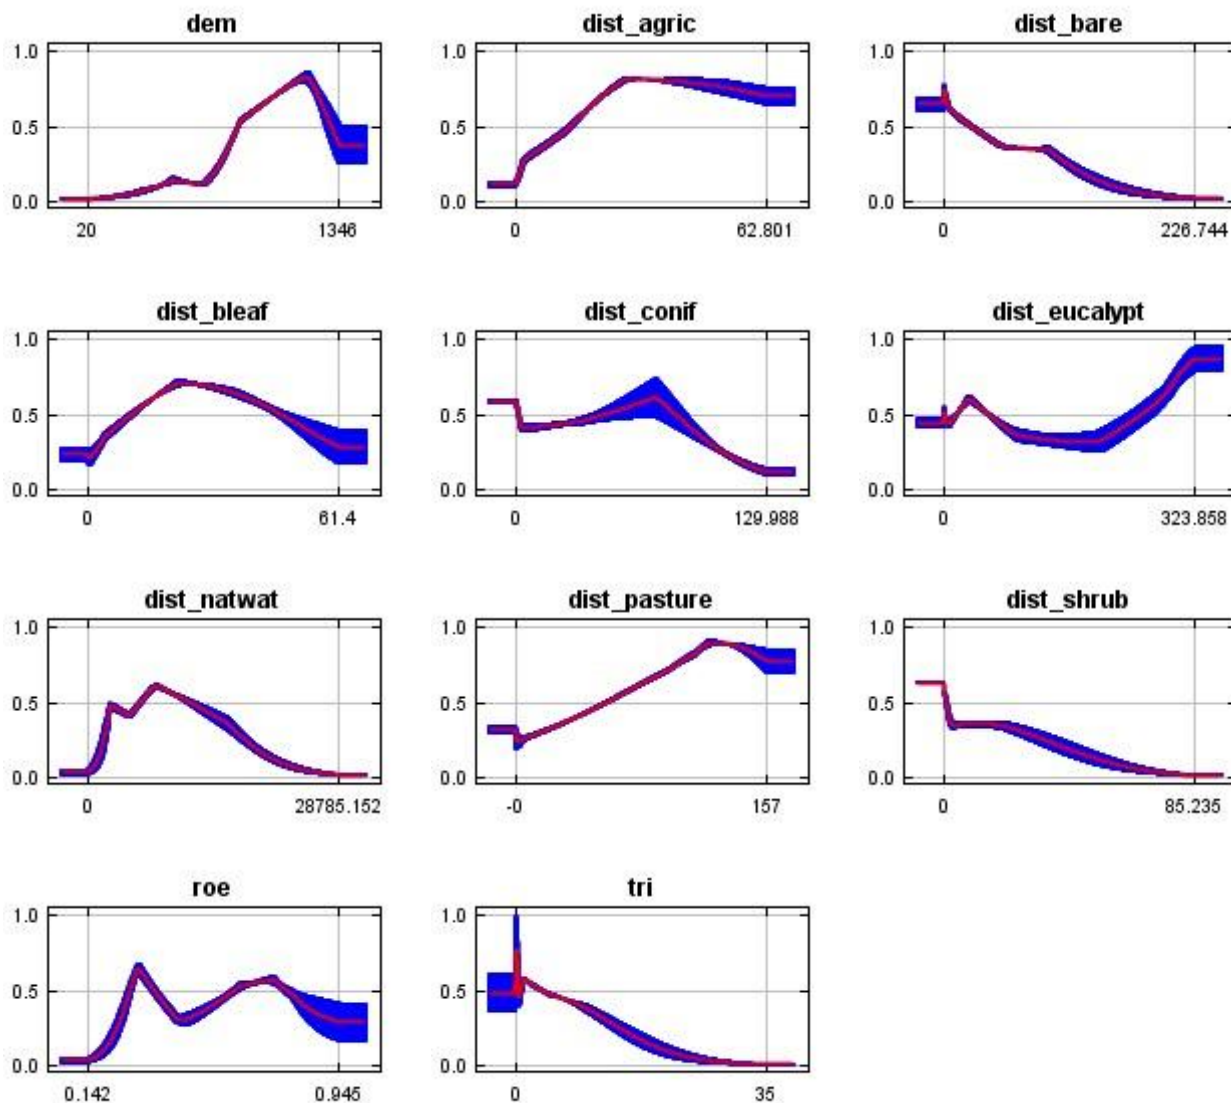 dem dist_agric dist_bare
1.0 1.0 1.0
0.5 0.5 0.5
0.0 0.0 0.0
20 1346 0 62.801 0 226.744
dist_bleaf dist_conif dist_eucalypt
1.0 1.0 1.0
0.5 0.5 0.5
0.0 0.0 0.0
0 61.4 0 129.988 0 323.858
dist_natwat dist_pasture dist_shrub
1.0 1.0 1.0
0.5 0.5 0.5
0.0 0.0 0.0
0 28785.152 -0 157 0 85.235
roe tri
1.0 1.0
0.5 0.5
0.0 0.0
0.142 0.945 0 35